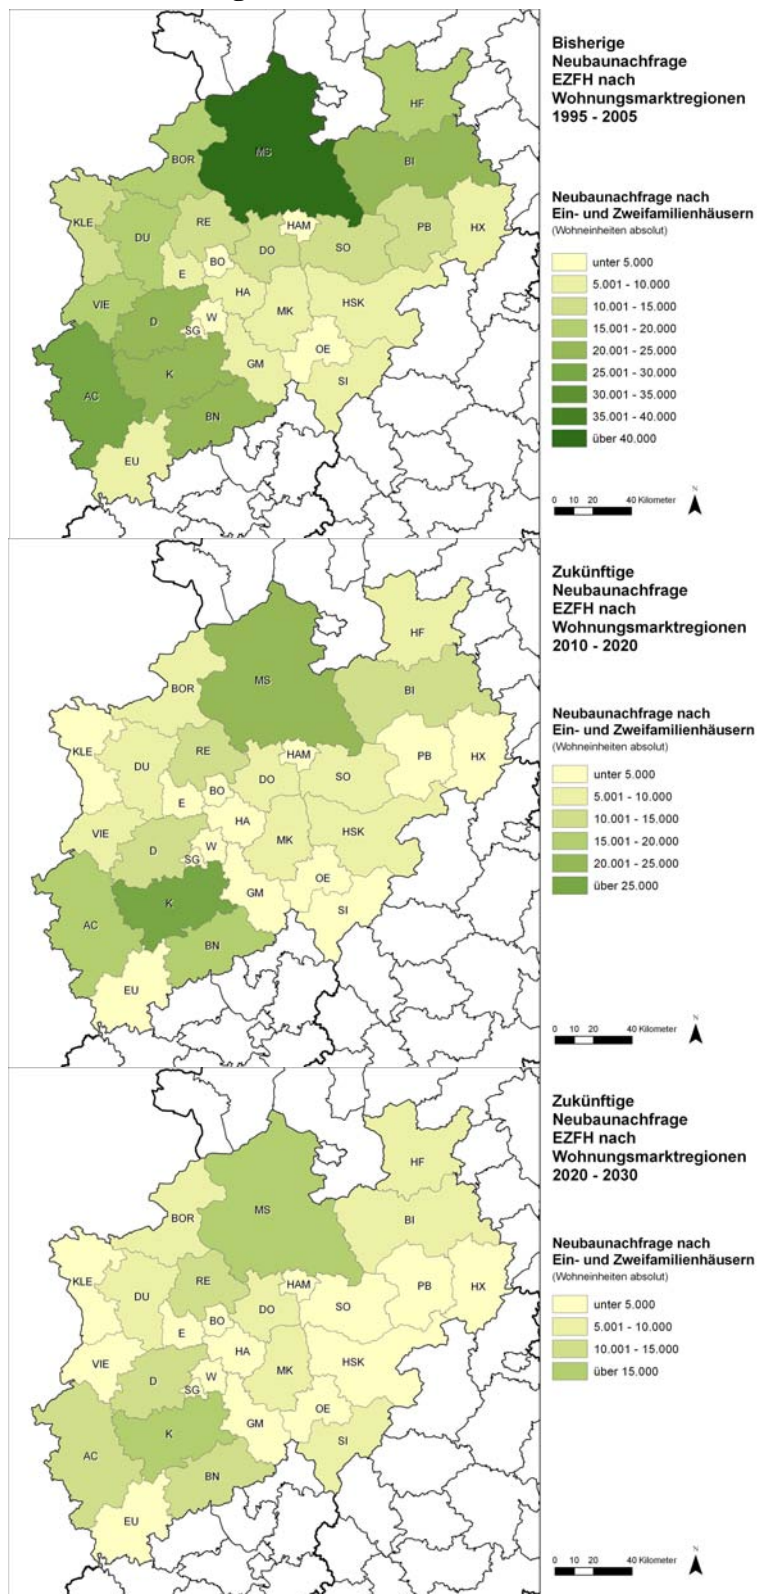 Bisherige
Neubaunachfrage
EZFH nach
Wohnungsmarktregionen
1995 - 2005
Neubaunachfrage nach
Ein- und Zweifamilienhäusern
(Wohneinheiten absolut)
unter 5.000
5.001 - 10.000
10.001 - 15.000
15.001 - 20.000
20.001 - 25.000
25.001 - 30.000
30.001 - 35.000
35.001 - 40.000
über 40.000
N
0 10 20 40 Kilometer
HF
MS
BOR
BI
KLE
RE
HAM
PB
HX
DU
DO
SO
E
BO
HA
VIE
MK
HSK
D
SG
W
OE
K
GM
SI
AC
BN
EU
Zukünftige
Neubaunachfrage
EZFH nach
Wohnungsmarktregionen
2010 - 2020
Neubaunachfrage nach
Ein- und Zweifamilienhäusern
(Wohneinheiten absolut)
unter 5.000
5.001 - 10.000
10.001 - 15.000
15.001 - 20.000
20.001 - 25.000
über 25.000
N
0 10 20 40 Kilometer
HF
MS
BOR
BI
KLE
RE
HAM
PB
HX
DU
DO
SO
E
BO
HA
VIE
MK
HSK
D
SG
W
OE
K
GM
SI
AC
BN
EU
Zukünftige
Neubaunachfrage
EZFH nach
Wohnungsmarktregionen
2020 - 2030
Neubaunachfrage nach
Ein- und Zweifamilienhäusern
(Wohneinheiten absolut)
unter 5.000
5.001 - 10.000
10.001 - 15.000
über 15.000
N
0 10 20 40 Kilometer
HF
MS
BOR
BI
KLE
RE
HAM
PB
HX
DU
DO
SO
E
BO
HA
VIE
MK
HSK
D
SG
W
OE
K
GM
SI
AC
BN
EU